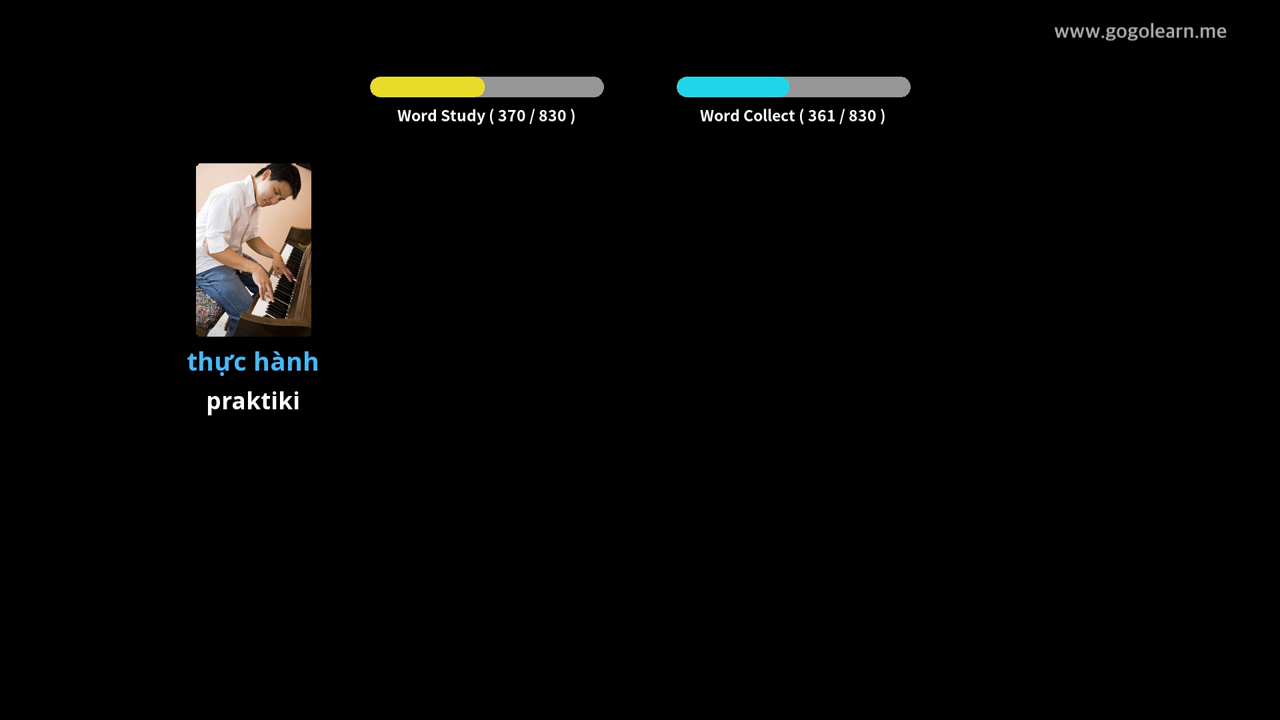 www.gogolearn.me
Word Study ( 370 / 830 )
Word Collect ( 361 / 830 )
thực hành
praktiki